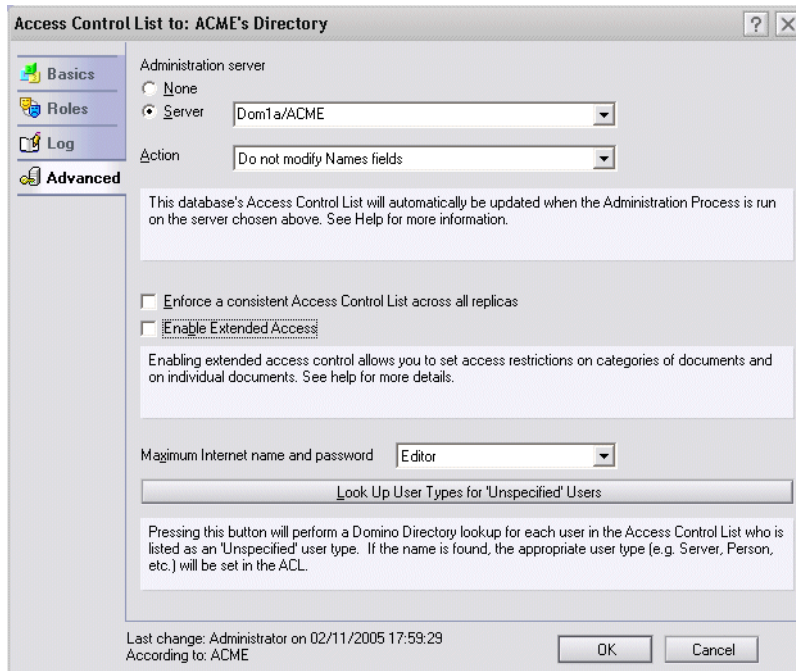 Access Control List to: ACME's Directory
Basics
Roles
Log
Advanced
Administration server
None
Server Dom1a/ACME
Action Do not modify Names fields
This database's Access Control List will automatically be updated when the Administration Process is run
on the server chosen above. See Help for more information.
Enforce a consistent Access Control List across all replicas
Enable Extended Access
Enabling extended access control allows you to set access restrictions on categories of documents and
on individual documents. See help for more details.
Maximum Internet name and password Editor
Look Up User Types for 'Unspecified' Users
Pressing this button will perform a Domino Directory lookup for each user in the Access Control List who is
listed as an 'Unspecified' user type. If the name is found, the appropriate user type (e.g. Server, Person,
etc.) will be set in the ACL.
Last change: Administrator on 02/11/2005 17:59:29
According to: ACME
OK Cancel